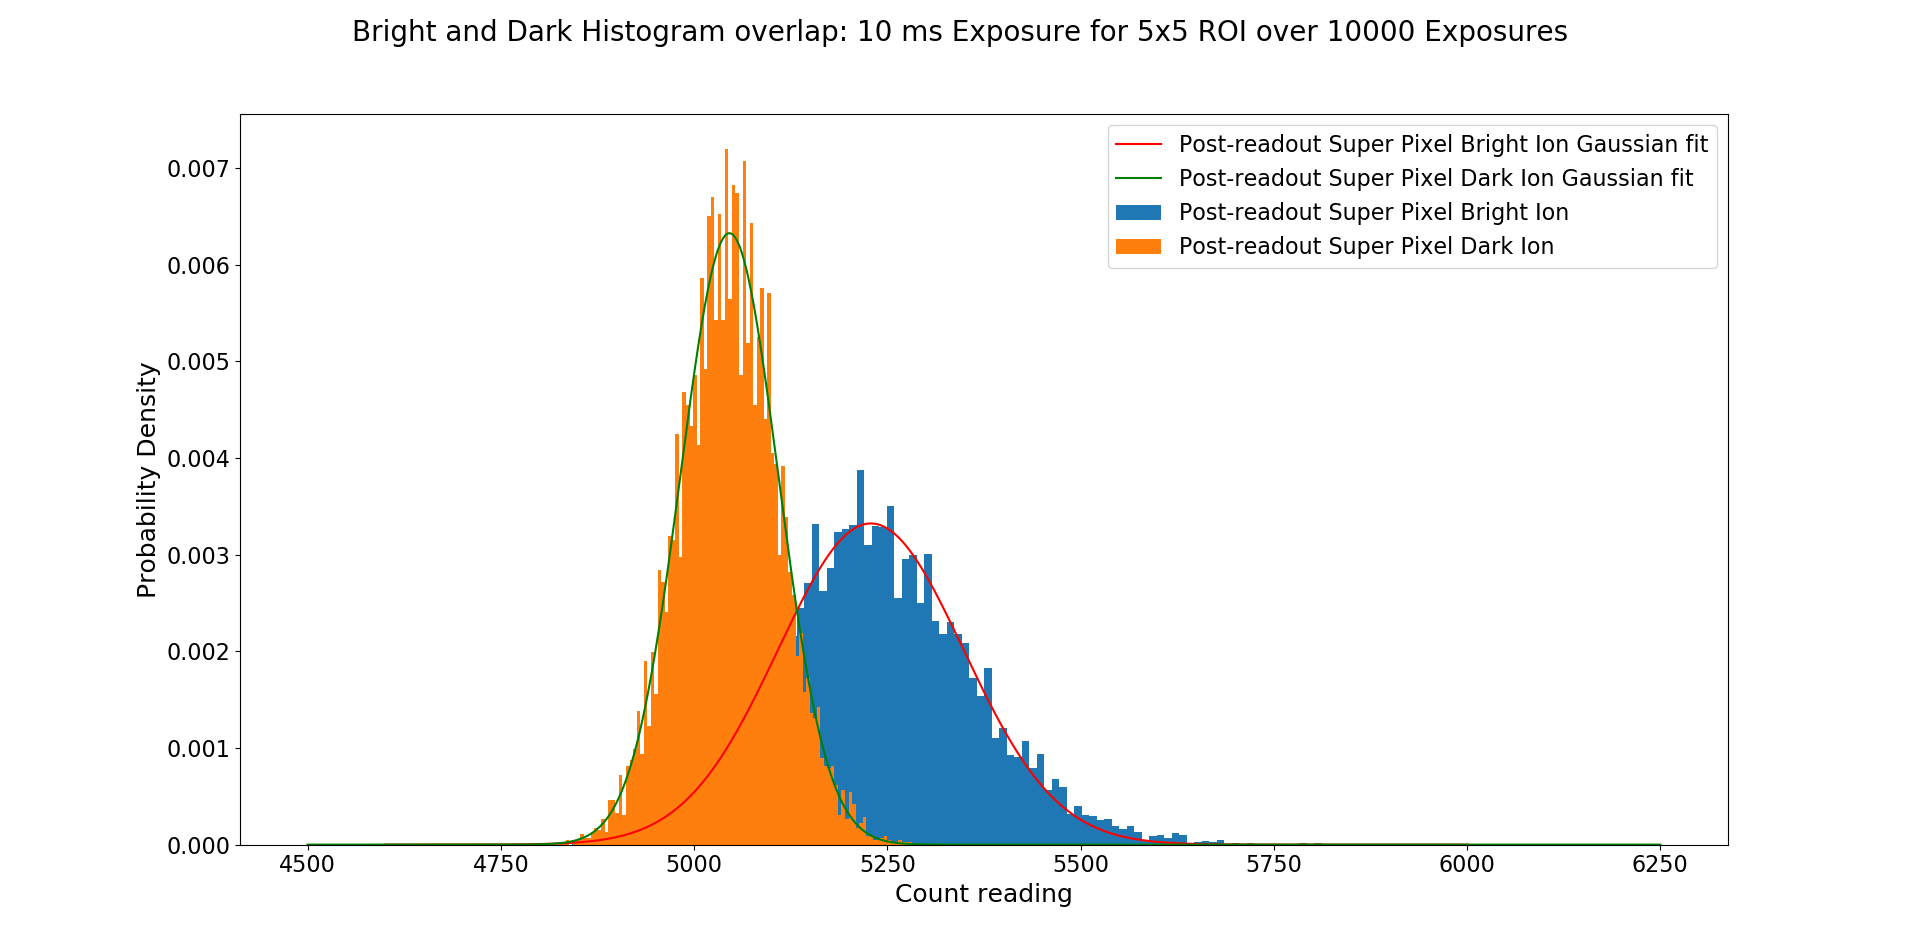 Bright and Dark Histogram overlap: 10 ms Exposure for 5x5 ROI over 10000 Exposures
Post-readout Super Pixel Bright Ion Gaussian fit
Post-readout Super Pixel Dark Ion Gaussian fit
Post-readout Super Pixel Bright Ion
Post-readout Super Pixel Dark Ion
Probability Density
0.007
0.006
0.005
0.004
0.003
0.002
0.001
0.000
4500 4750 5000 5250 5500 5750 6000 6250
Count reading